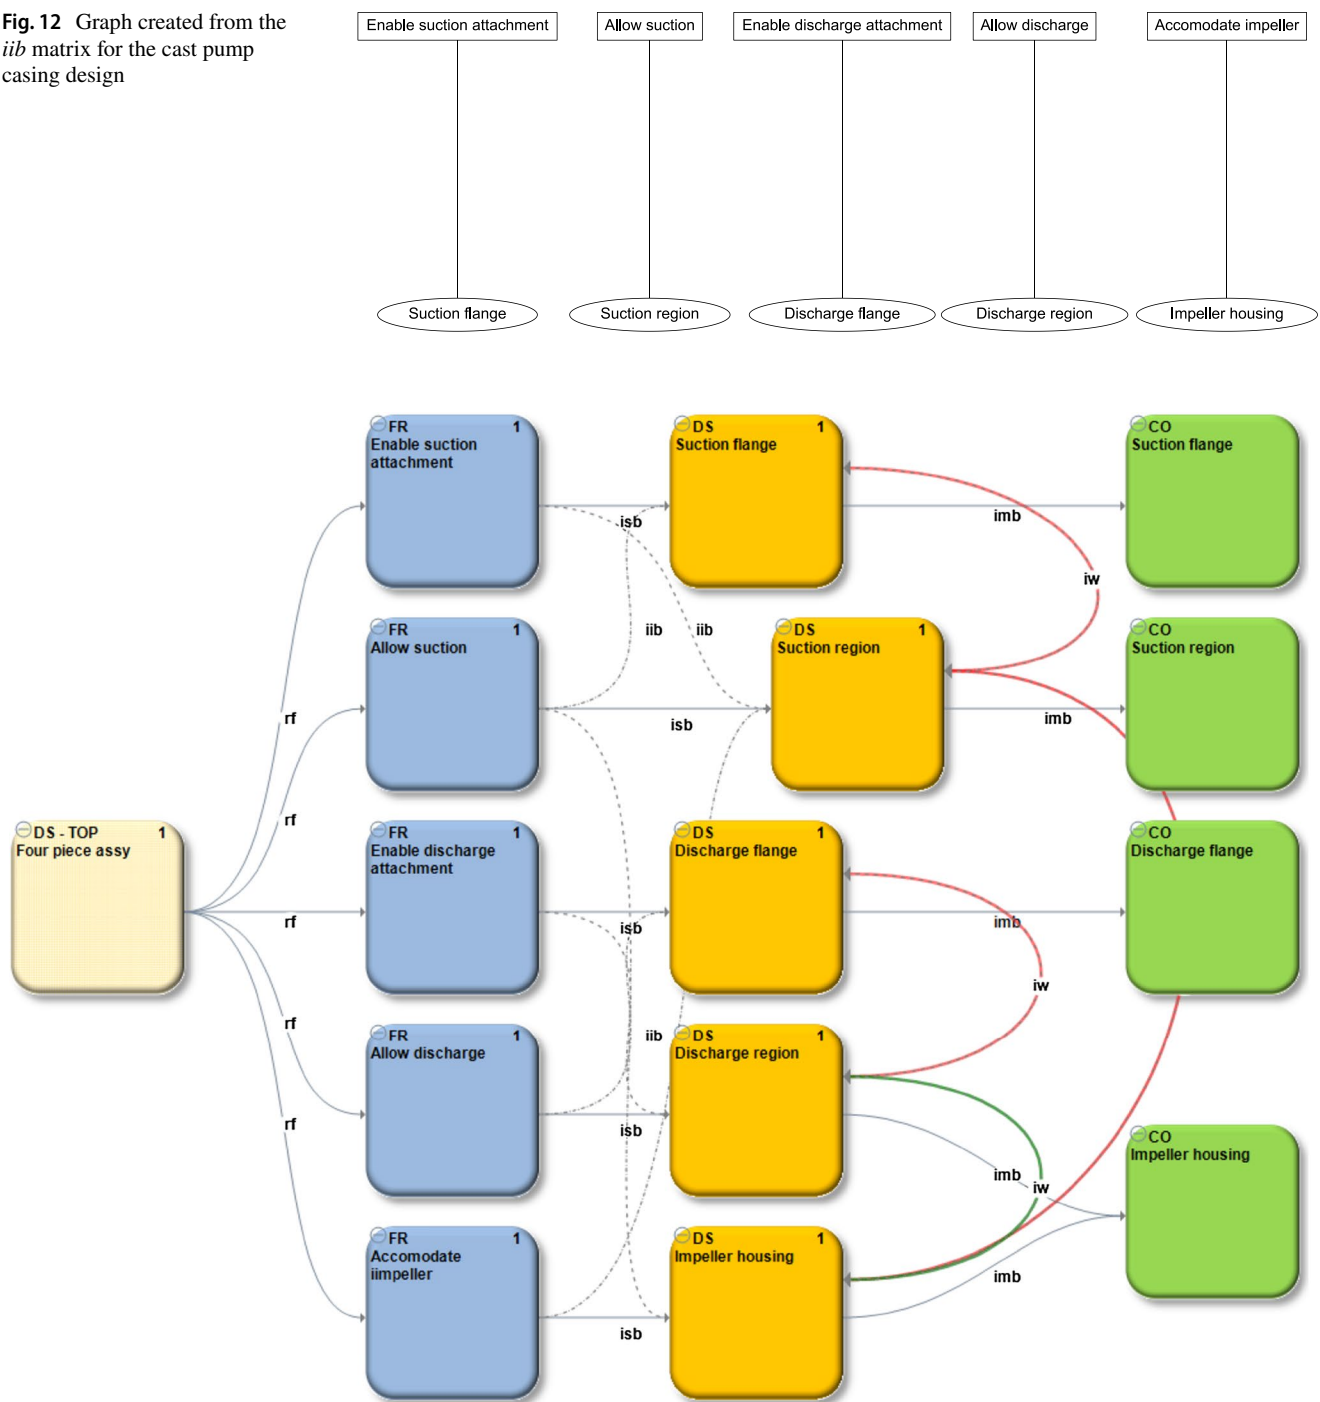 Fig. 12 Graph created from the
iib matrix for the cast pump
casing design
Enable suction attachment
Allow suction
Enable discharge attachment
Allow discharge
Accomodate impeller
Suction flange
Suction region
Discharge flange
Discharge region
Impeller housing
FR 1
Enable suction
attachment
DS 1
Suction flange
CO
Suction flange
isb
imb
iw
FR 1
Allow suction
iib
iib
DS 1
Suction region
CO
Suction region
rf
isb
imb
rf
DS - TOP 1
Four piece assy
FR 1
Enable discharge
attachment
DS 1
Discharge flange
CO
Discharge flange
rf
isb
imb
iw
rf
FR 1
Allow discharge
iib
DS 1
Discharge region
rf
isb
imb
iw
CO
Impeller housing
FR 1
Accomodate
iimpeller
DS 1
Impeller housing
imb
isb